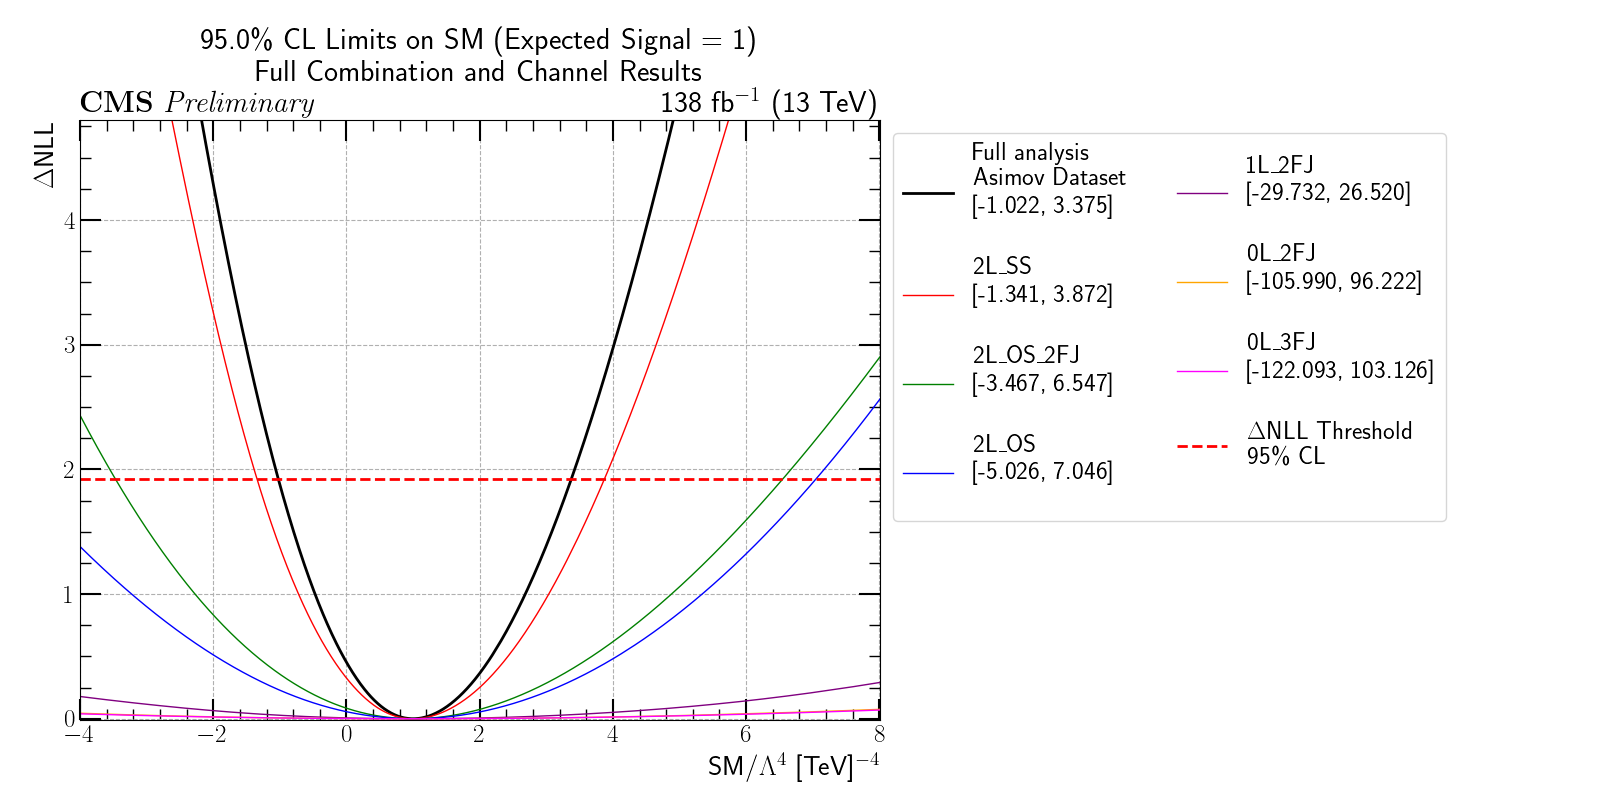 95.0% CL Limits on SM (Expected Signal = 1)
Full Combination and Channel Results
CMS Preliminary
138 fb⁻¹ (13 TeV)
ΔNLL
4
3
2
1
0
−4
−2
0
2
4
6
8
SM/Λ⁴ [TeV]⁻⁴
Full analysis
Asimov Dataset
[-1.022, 3.375]
2L_SS
[-1.341, 3.872]
2L_OS_2FJ
[-3.467, 6.547]
2L_OS
[-5.026, 7.046]
1L_2FJ
[-29.732, 26.520]
0L_2FJ
[-105.990, 96.222]
0L_3FJ
[-122.093, 103.126]
ΔNLL Threshold
95% CL